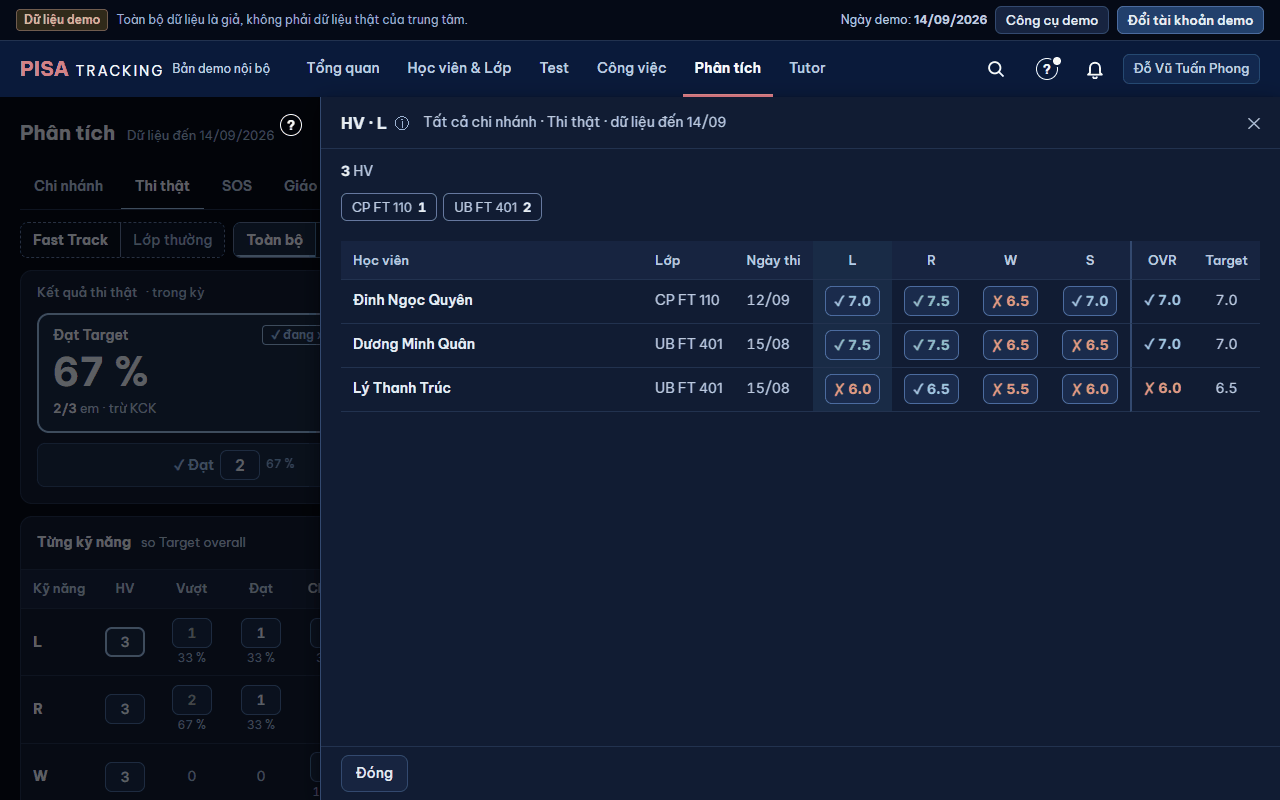 Dữ liệu demo Toàn bộ dữ liệu là giả, không phải dữ liệu thật của trung tâm. Ngày demo: 14/09/2026 Công cụ demo Đổi tài khoản demo
PISA TRACKING Bản demo nội bộ Tổng quan Học viên & Lớp Test Công việc Phân tích Tutor ? Đỗ Vũ Tuấn Phong
Phân tích Dữ liệu đến 14/09/2026 ?
Chi nhánh Thi thật SOS Giáo
Fast Track Lớp thường Toàn bộ
Kết quả thi thật · trong kỳ
Đạt Target ✓ đang
67 %
2/3 em · trừ KCK
✓ Đạt 2 67 %
Từng kỹ năng so Target overall
Kỹ năng HV Vượt Đạt
L 3 1 1
33 % 33 %
R 3 2 1
67 % 33 %
W 3 0 0
HV · L ⓘ Tất cả chi nhánh · Thi thật · dữ liệu đến 14/09
3 HV
CP FT 110 1 UB FT 401 2
Học viên Lớp Ngày thi L R W S OVR Target
Đinh Ngọc Quyên CP FT 110 12/09 ✓ 7.0 ✓ 7.5 ✗ 6.5 ✓ 7.0 ✓ 7.0 7.0
Dương Minh Quân UB FT 401 15/08 ✓ 7.5 ✓ 7.5 ✗ 6.5 ✗ 6.5 ✓ 7.0 7.0
Lý Thanh Trúc UB FT 401 15/08 ✗ 6.0 ✓ 6.5 ✗ 5.5 ✗ 6.0 ✗ 6.0 6.5
Đóng